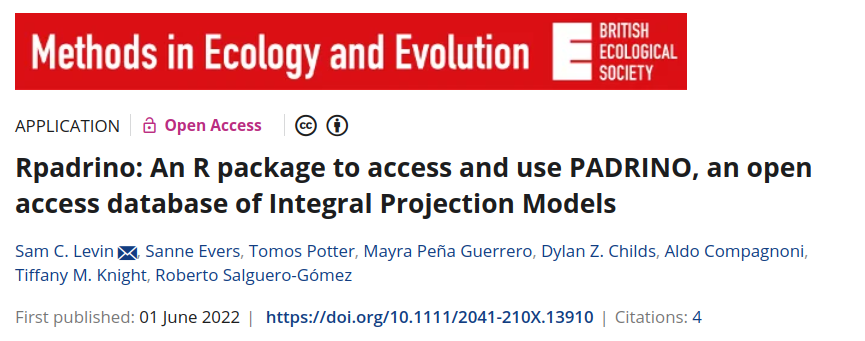 Methods in Ecology and Evolution
BRITISH
ECOLOGICAL
SOCIETY
APPLICATION Open Access cc
Rpadrino: An R package to access and use PADRINO, an open
access database of Integral Projection Models
Sam C. Levin, Sanne Evers, Tomos Potter, Mayra Peña Guerrero, Dylan Z. Childs, Aldo Compagnoni,
Tiffany M. Knight, Roberto Salguero-Gómez
First published: 01 June 2022 | https://doi.org/10.1111/2041-210X.13910 | Citations: 4